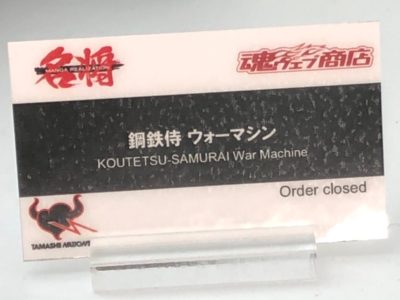 名将
MANGA REALIZATION
魂ウェブ商店
鋼鉄侍 ウォーマシン
KOUTETSU-SAMURAI War Machine
Order closed
TAMASHII NATIONS